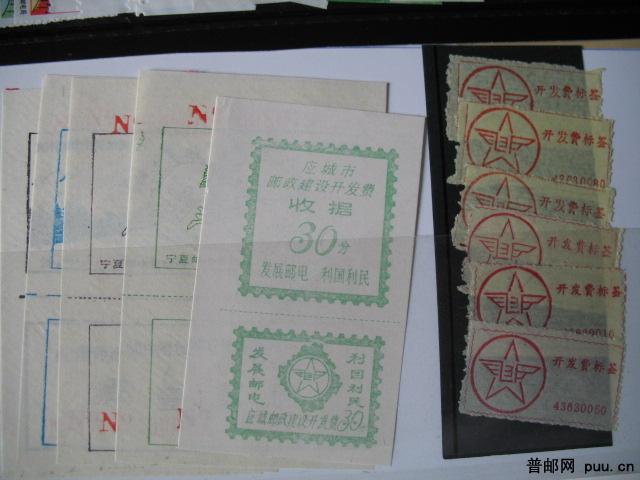 应城市
邮政建设开发费
收据
30分
发展邮电 利国利民
发展邮电
利国利民
应城邮政建设开发费30
N
N
宁夏
宁夏邮
开发费标签
开发费标签
43630080
开发费标签
开发费标签
开发费标签
开发费标签
43630060
普邮网 puu.cn